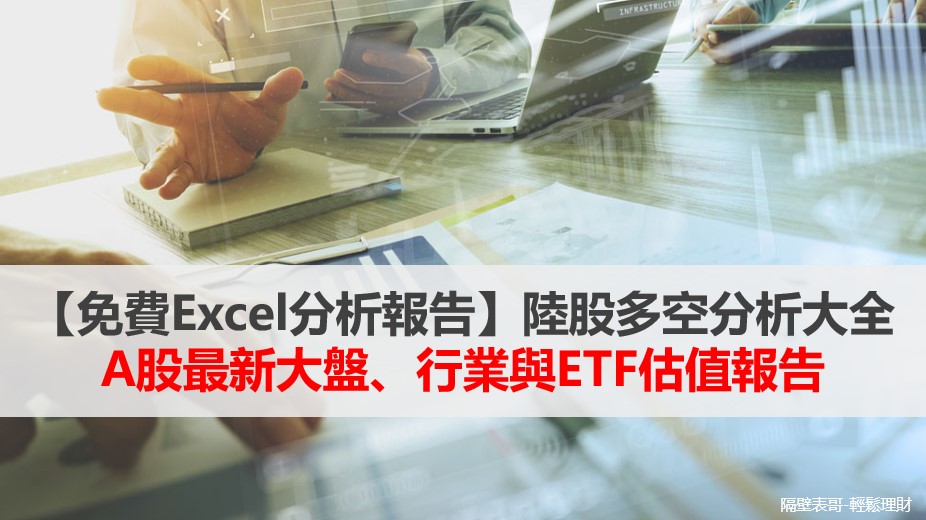 INFRASTRUCTU
【免費Excel分析報告】陸股多空分析大全
A股最新大盤、行業與ETF估值報告
隔壁表哥-輕鬆理財